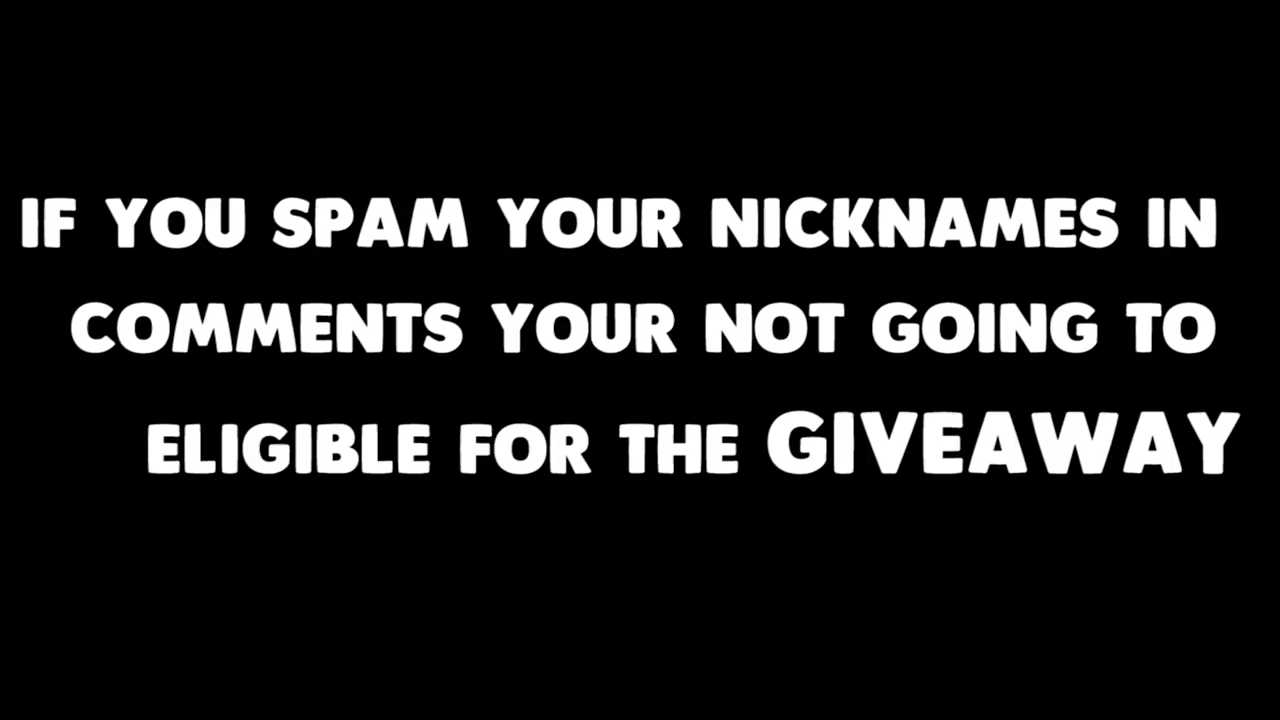 IF YOU SPAM YOUR NICKNAMES IN
COMMENTS YOUR NOT GOING TO
ELIGIBLE FOR THE GIVEAWAY